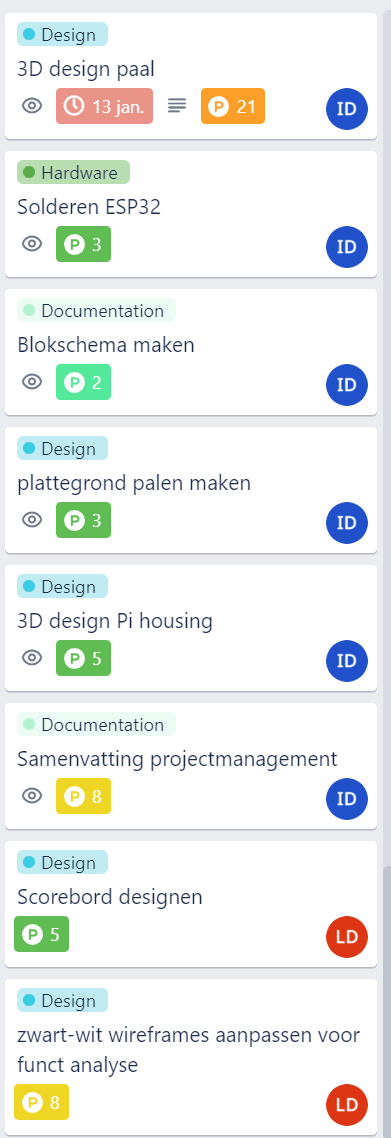 Design
3D design paal
13 jan. P 21 ID
Hardware
Solderen ESP32
P 3 ID
Documentation
Blokschema maken
P 2 ID
Design
plattegrond palen maken
P 3 ID
Design
3D design Pi housing
P 5 ID
Documentation
Samenvatting projectmanagement
P 8 ID
Design
Scorebord designen
P 5 LD
Design
zwart-wit wireframes aanpassen voor
funct analyse
P 8 LD